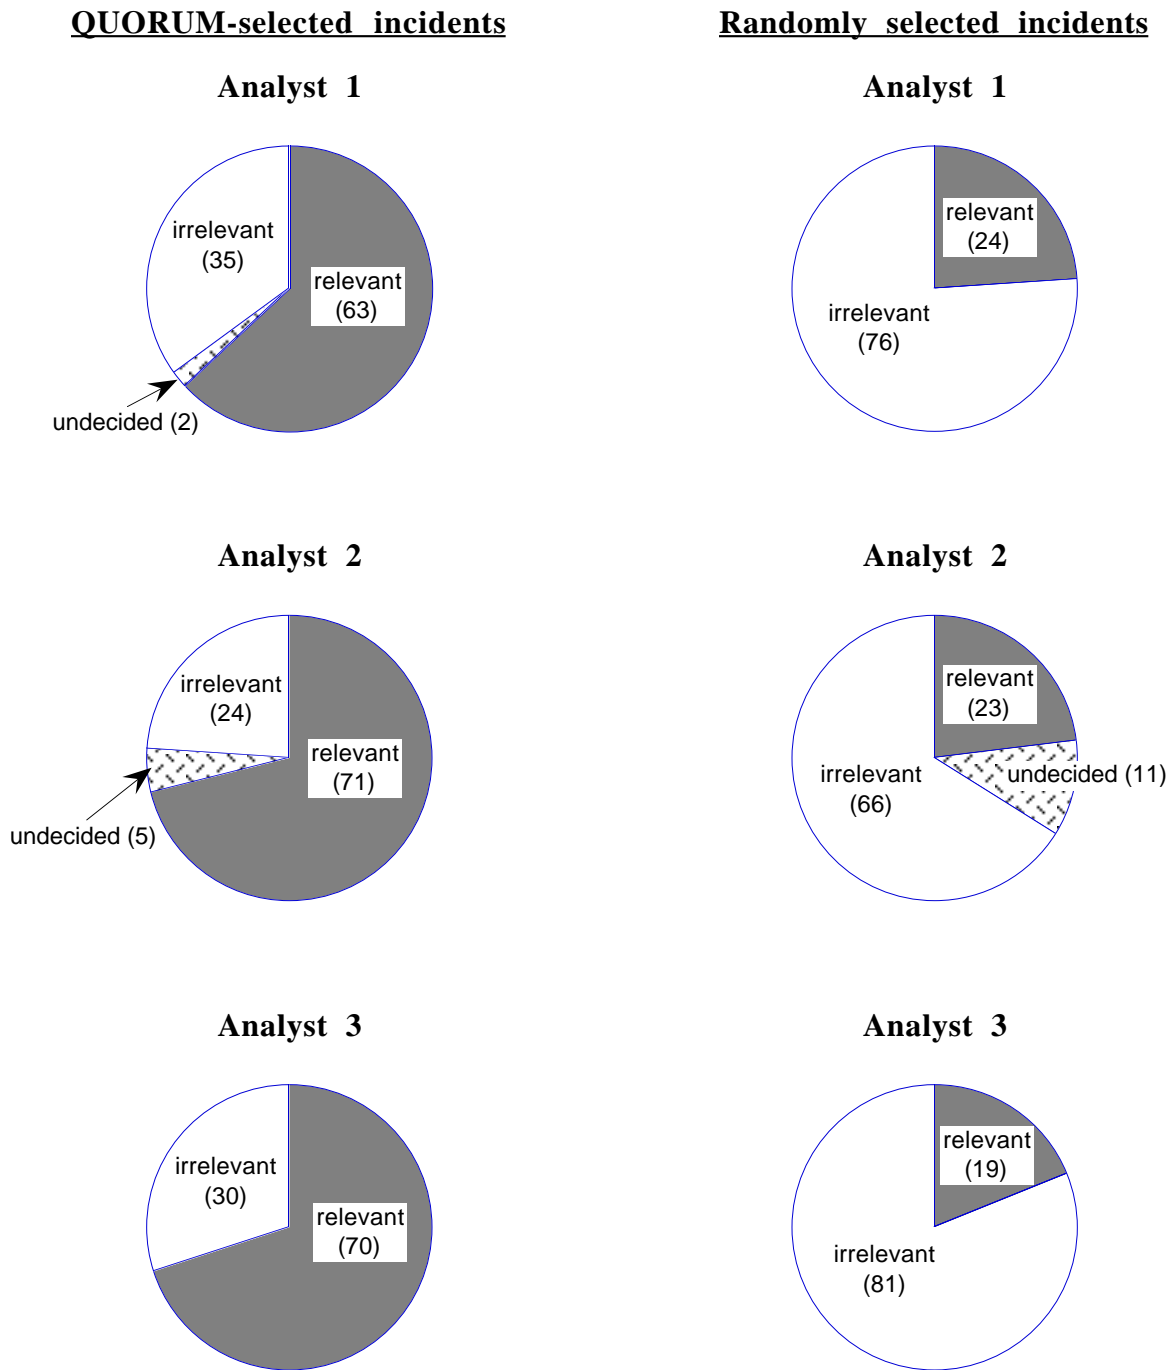 QUORUM-selected incidents
Randomly selected incidents
Analyst 1
Analyst 1
irrelevant
(35)
relevant
(63)
undecided (2)
relevant
(24)
irrelevant
(76)
Analyst 2
Analyst 2
irrelevant
(24)
relevant
(71)
undecided (5)
relevant
(23)
irrelevant
(66)
undecided (11)
Analyst 3
Analyst 3
irrelevant
(30)
relevant
(70)
relevant
(19)
irrelevant
(81)